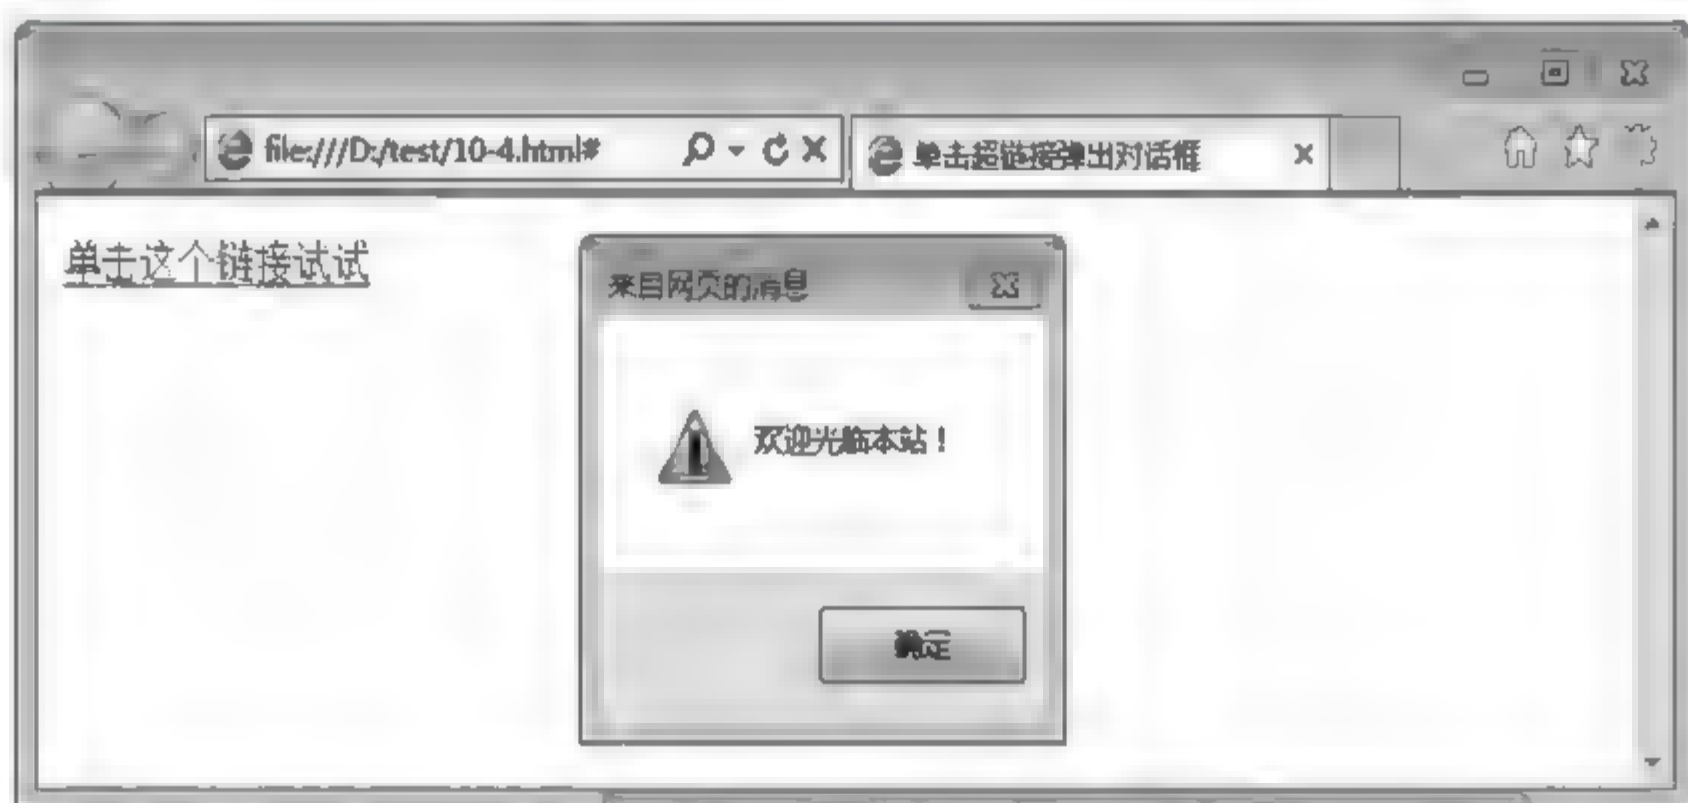 file:///D:/test/10-4.html#
单击超链接弹出对话框
单击这个链接试试
来自网页的消息
欢迎光临本站！
确定